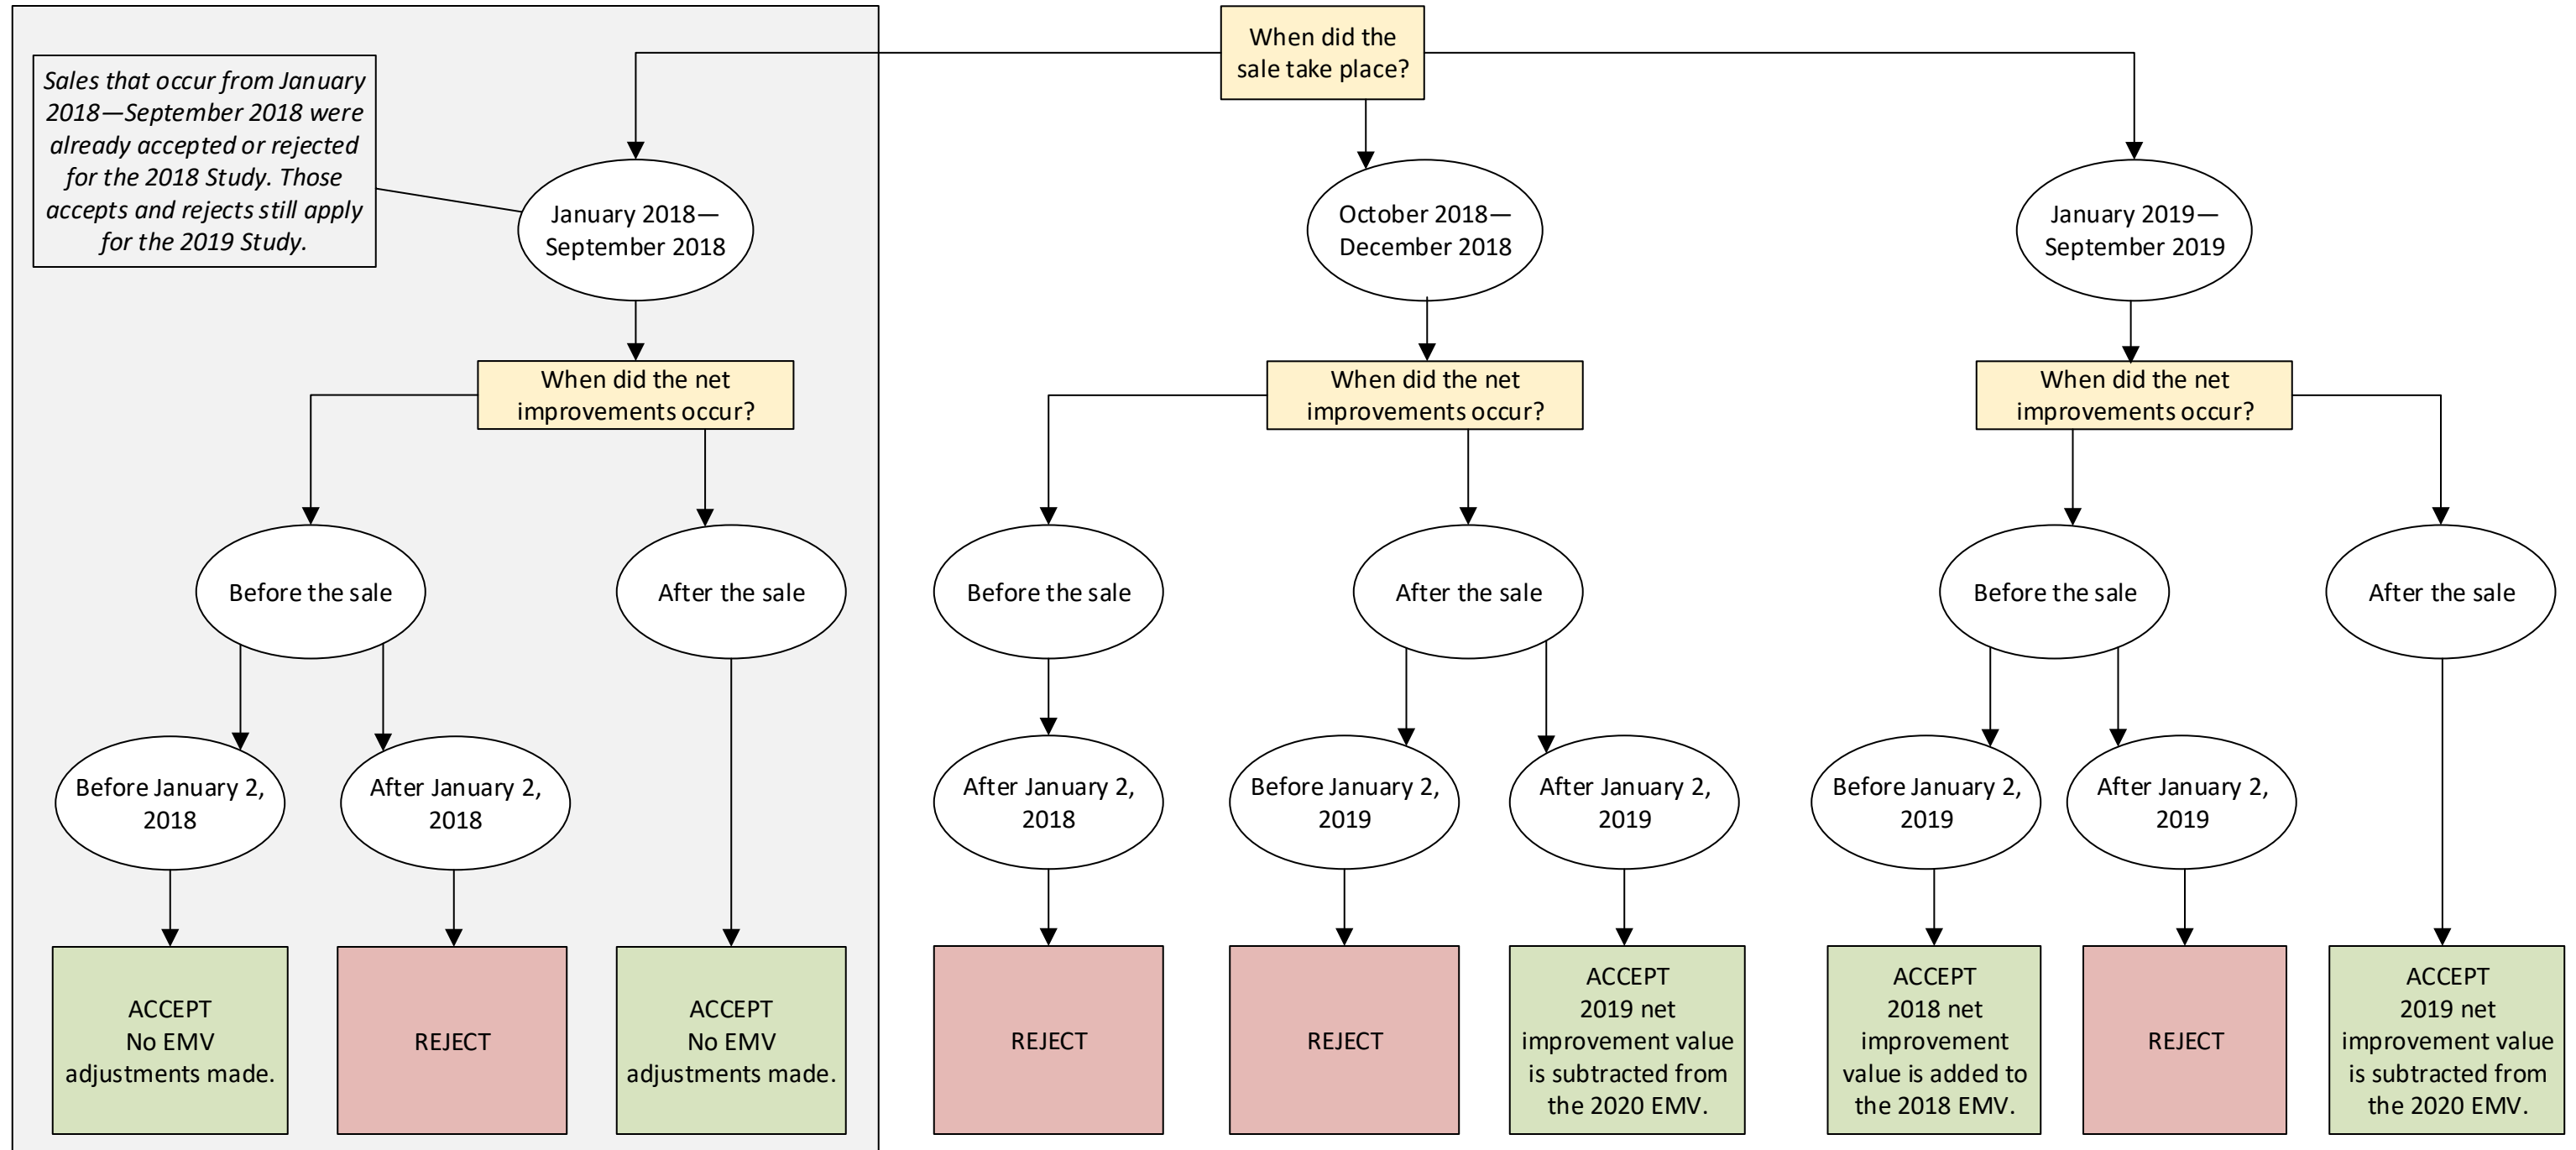 When did the
sale take place?
Sales that occur from January
2018—September 2018 were
already accepted or rejected
for the 2018 Study. Those
accepts and rejects still apply
for the 2019 Study.
January 2018—
September 2018
October 2018—
December 2018
January 2019—
September 2019
When did the net
improvements occur?
When did the net
improvements occur?
When did the net
improvements occur?
Before the sale
After the sale
Before the sale
After the sale
Before the sale
After the sale
Before January 2,
2018
After January 2,
2018
After January 2,
2018
Before January 2,
2019
After January 2,
2019
Before January 2,
2019
After January 2,
2019
ACCEPT
No EMV
adjustments made.
REJECT
ACCEPT
No EMV
adjustments made.
REJECT
REJECT
ACCEPT
2019 net
improvement value
is subtracted from
the 2020 EMV.
ACCEPT
2018 net
improvement
value is added to
the 2018 EMV.
REJECT
ACCEPT
2019 net
improvement value
is subtracted from
the 2020 EMV.